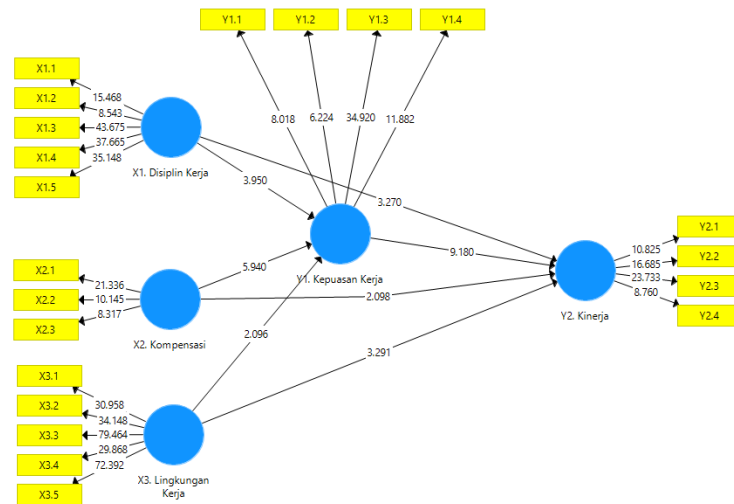 Y1.1
Y1.2
Y1.3
Y1.4
8.018
6.224
34.920
11.882
X1.1
X1.2
X1.3
X1.4
X1.5
15.468
8.543
43.675
37.665
35.148
X1. Disiplin Kerja
3.950
3.270
Y1. Kepuasan Kerja
9.180
X2.1
X2.2
X2.3
21.336
10.145
8.317
X2. Kompensasi
5.940
2.098
Y2.1
Y2.2
Y2.3
Y2.4
10.825
16.685
23.733
8.760
Y2. Kinerja
2.096
3.291
X3.1
X3.2
X3.3
X3.4
X3.5
30.958
34.148
79.464
29.868
72.392
X3. Lingkungan
Kerja